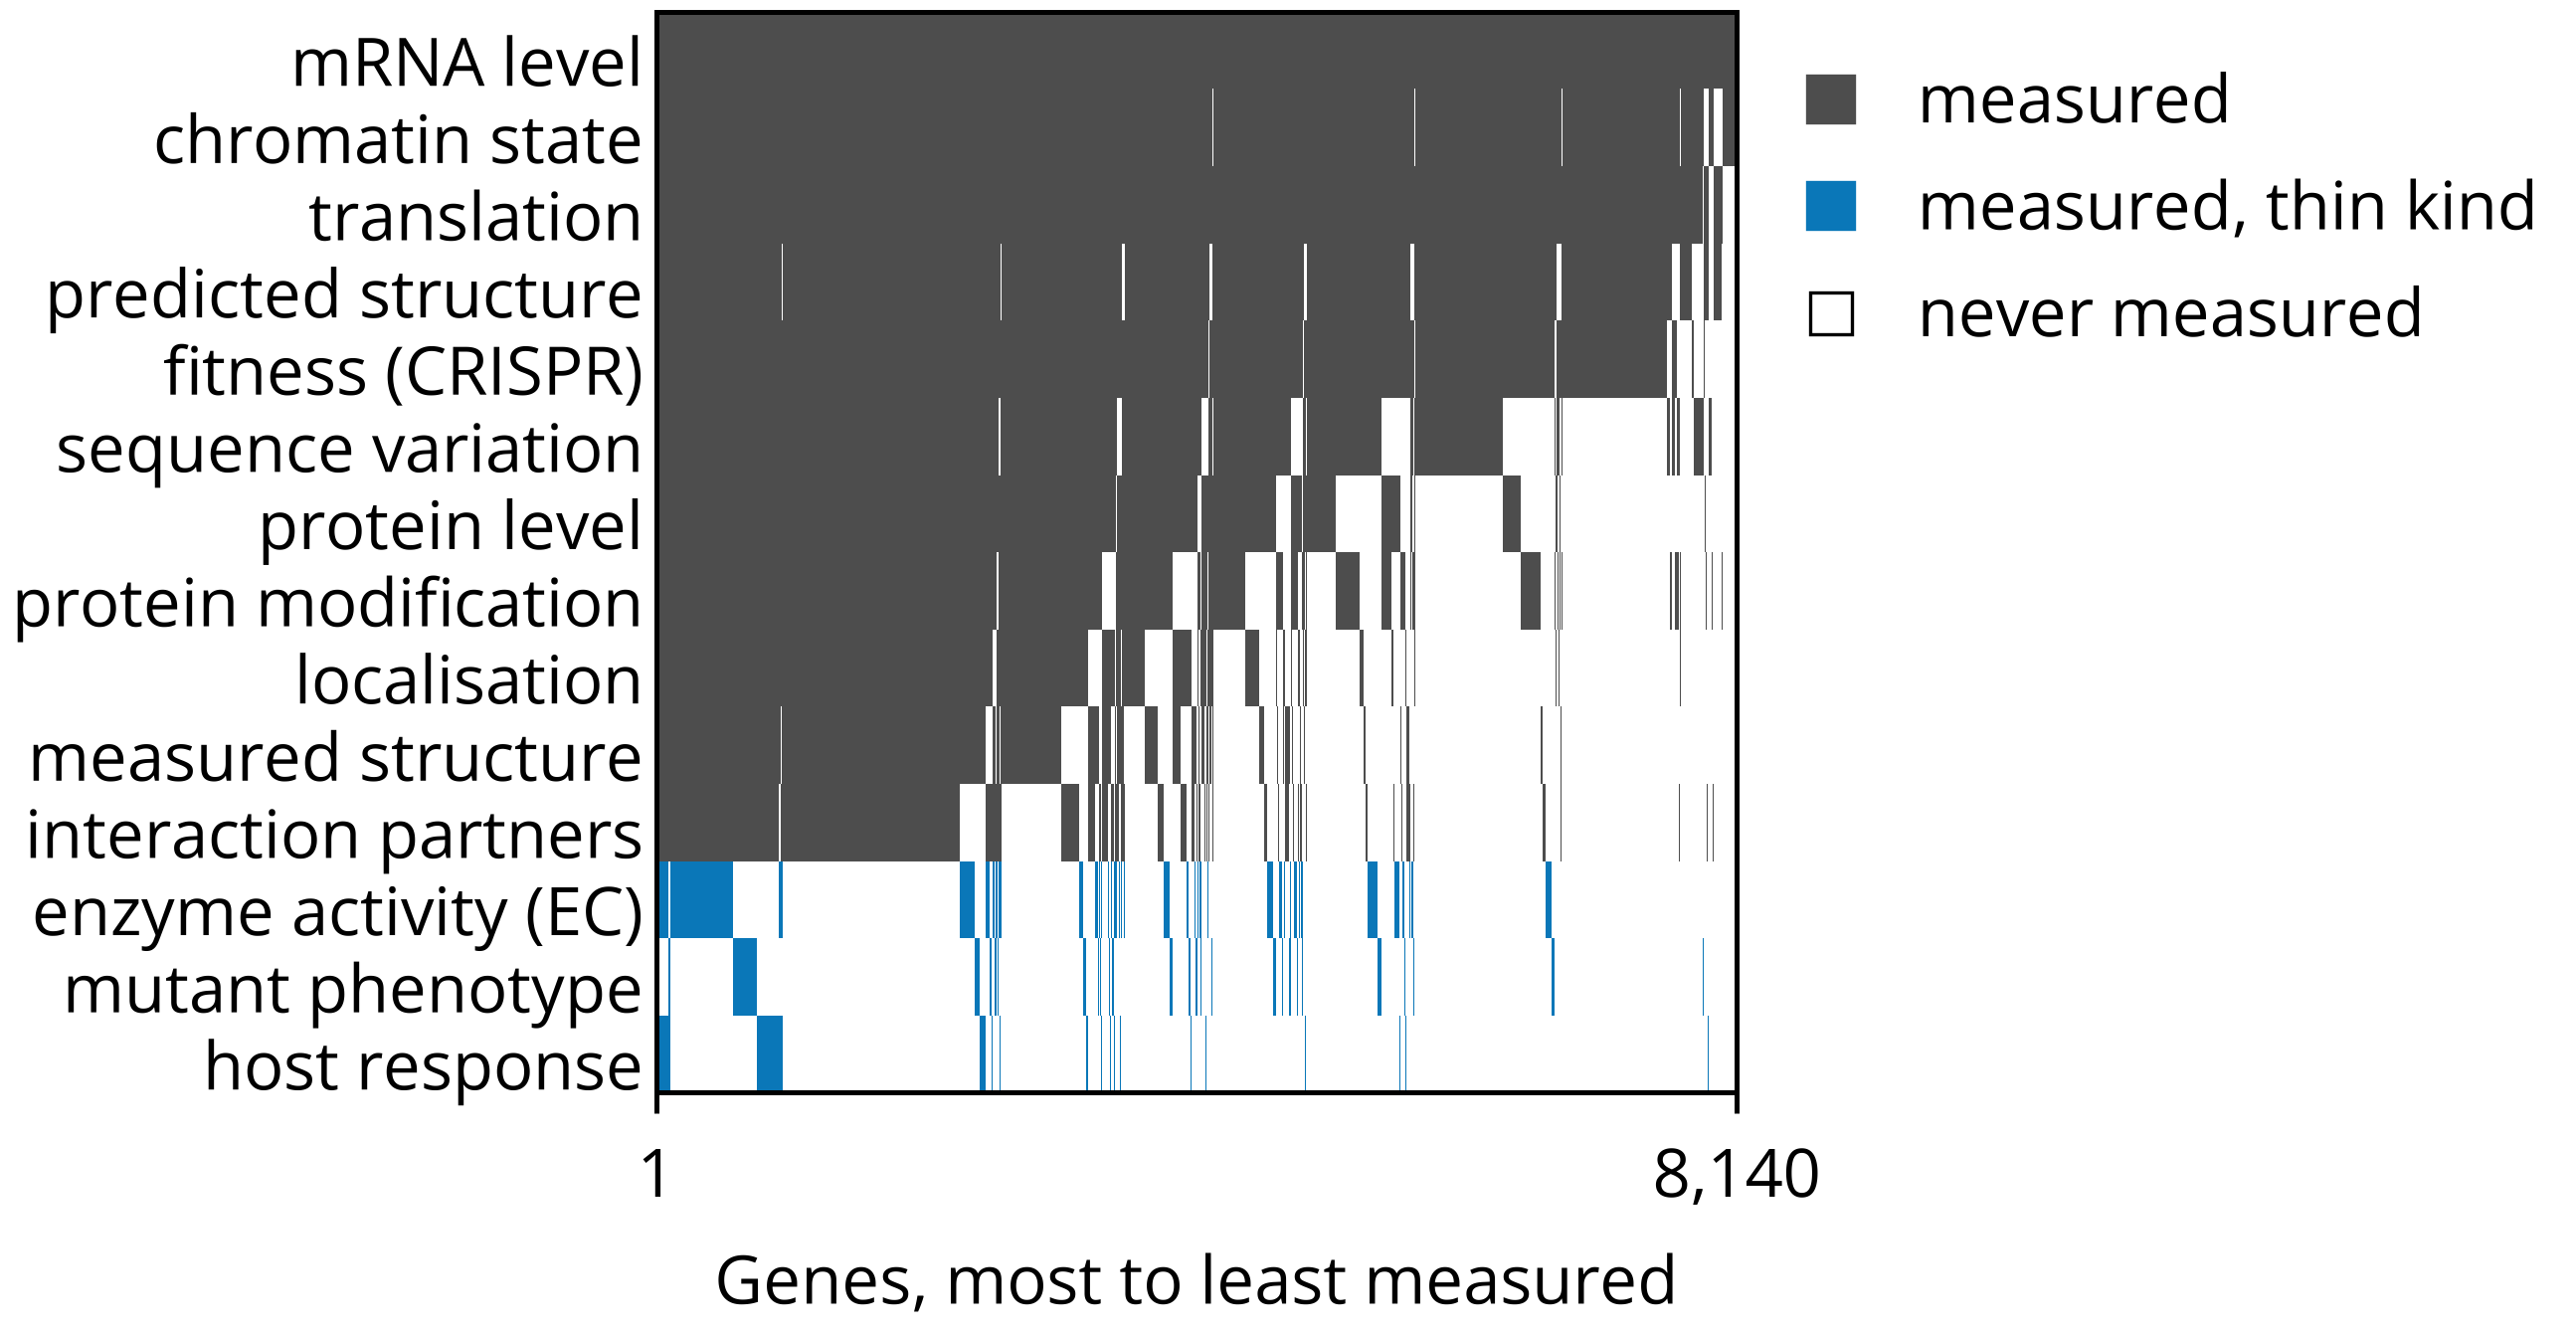 mRNA level
chromatin state
translation
predicted structure
fitness (CRISPR)
sequence variation
protein level
protein modification
localisation
measured structure
interaction partners
enzyme activity (EC)
mutant phenotype
host response
measured
measured, thin kind
never measured
1
8,140
Genes, most to least measured